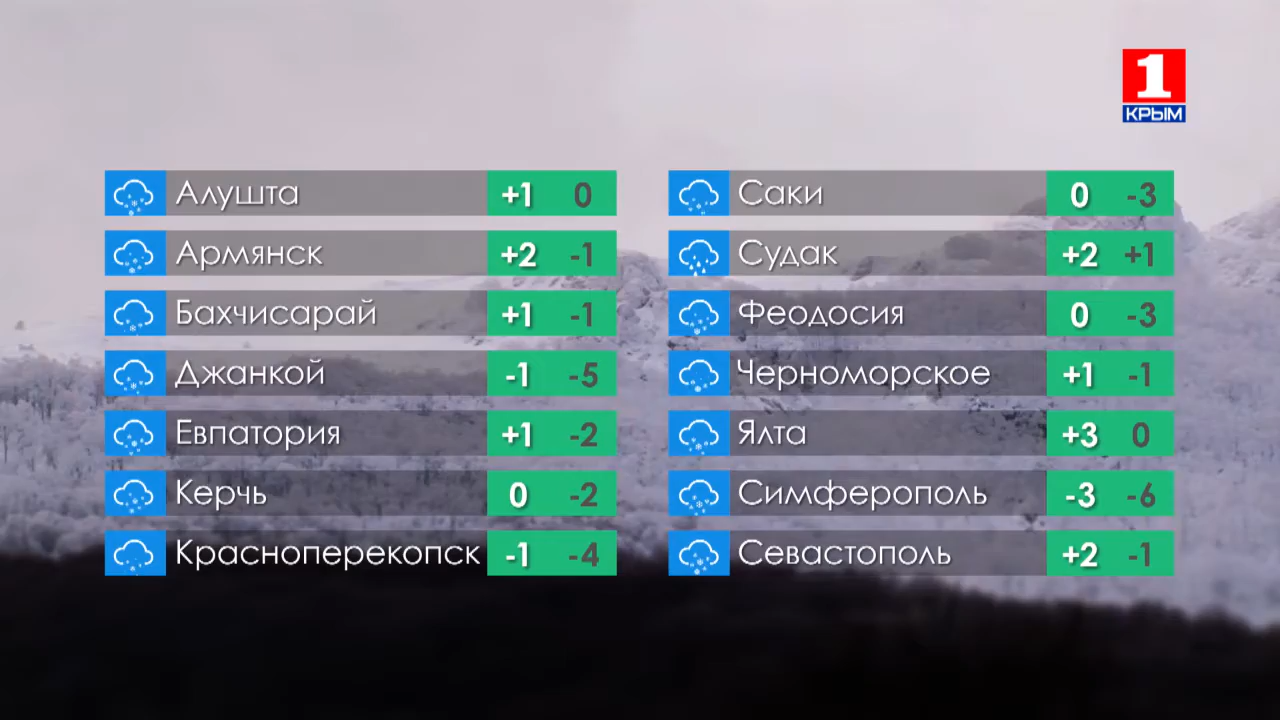 1
КРЫМ
Алушта +1 0
Армянск +2 -1
Бахчисарай +1 -1
Джанкой -1 -5
Евпатория +1 -2
Керчь 0 -2
Красноперекопск -1 -4
Саки 0 -3
Судак +2 +1
Феодосия 0 -3
Черноморское +1 -1
Ялта +3 0
Симферополь -3 -6
Севастополь +2 -1